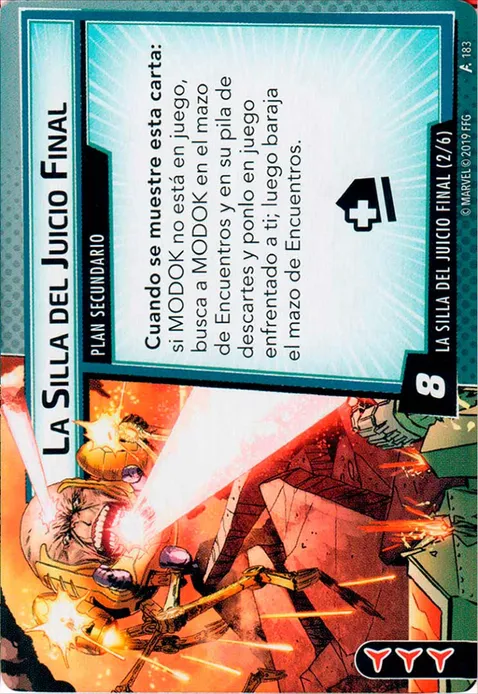 LA SILLA DEL JUICIO FINAL
PLAN SECUNDARIO
Cuando se muestre esta carta:
si MODOK no está en juego,
busca a MODOK en el mazo
de Encuentros y en su pila de
descartes y ponlo en juego
enfrentado a ti; luego baraja
el mazo de Encuentros.
8
LA SILLA DEL JUICIO FINAL (2/6)
© MARVEL © 2019 FFG
183